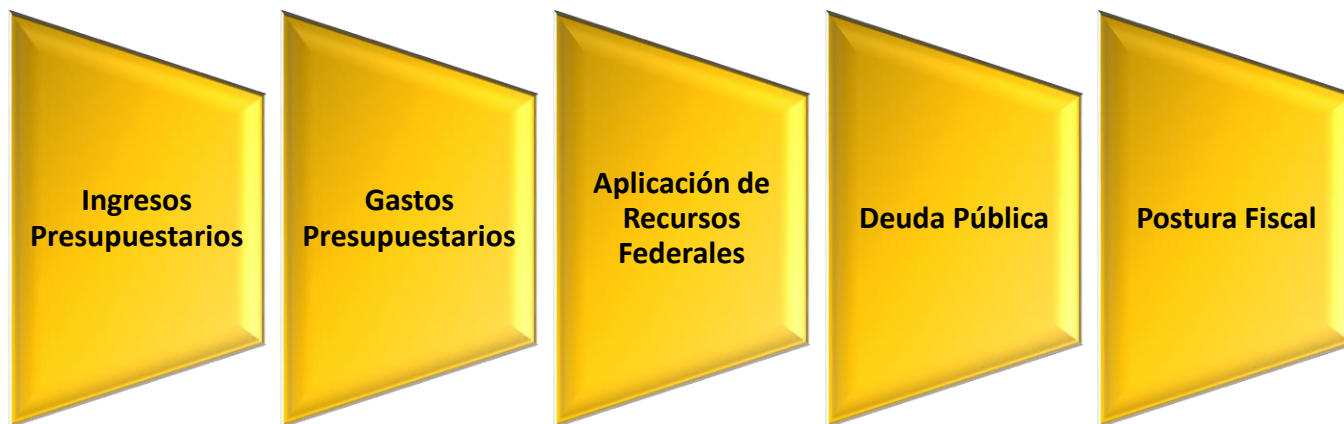 Ingresos
Presupuestarios
Gastos
Presupuestarios
Aplicación de
Recursos
Federales
Deuda Pública
Postura Fiscal